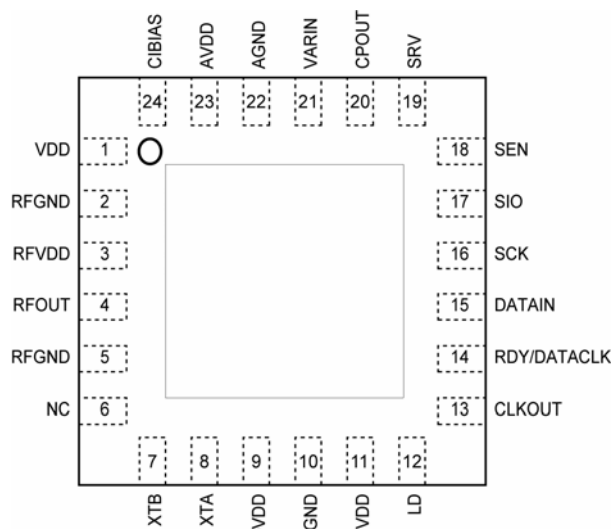 CIBIAS AVDD AGND VARIN CPOUT SRV
24 23 22 21 20 19
VDD 1 18 SEN
RFGND 2 17 SIO
RFVDD 3 16 SCK
RFOUT 4 15 DATAIN
RFGND 5 14 RDY/DATACLK
NC 6 13 CLKOUT
7 8 9 10 11 12
XTB XTA VDD GND VDD LD